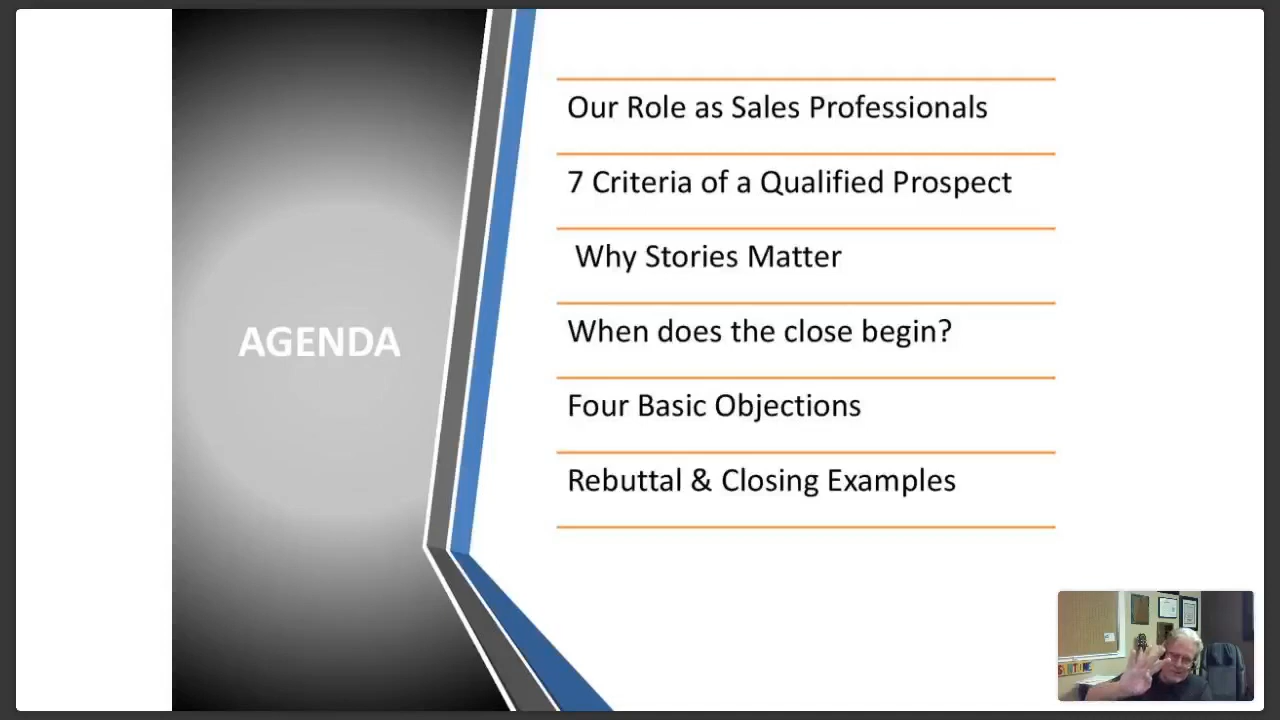 AGENDA
Our Role as Sales Professionals
7 Criteria of a Qualified Prospect
Why Stories Matter
When does the close begin?
Four Basic Objections
Rebuttal & Closing Examples